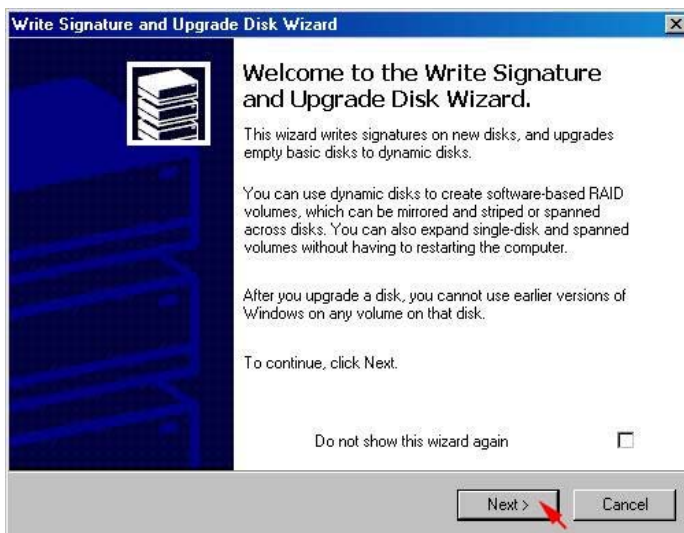 Write Signature and Upgrade Disk Wizard
Welcome to the Write Signature
and Upgrade Disk Wizard.
This wizard writes signatures on new disks, and upgrades
empty basic disks to dynamic disks.
You can use dynamic disks to create software-based RAID
volumes, which can be mirrored and striped or spanned
across disks. You can also expand single-disk and spanned
volumes without having to restarting the computer.
After you upgrade a disk, you cannot use earlier versions of
Windows on any volume on that disk.
To continue, click Next.
Do not show this wizard again
Next >
Cancel